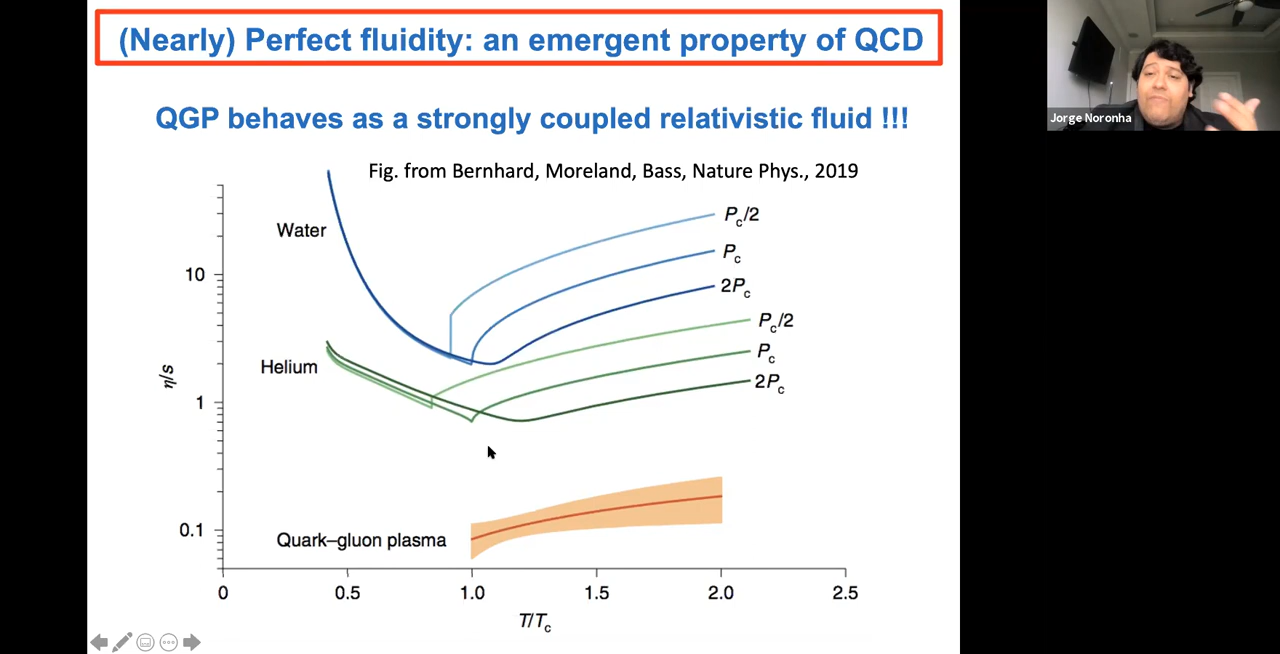 (Nearly) Perfect fluidity: an emergent property of QCD
QGP behaves as a strongly coupled relativistic fluid !!!
Fig. from Bernhard, Moreland, Bass, Nature Phys., 2019
Jorge Noronha
Water
Pc/2
Pc
2Pc
Helium
Pc/2
Pc
2Pc
Quark–gluon plasma
η/s
10
1
0.1
0
0.5
1.0
1.5
2.0
2.5
T/Tc